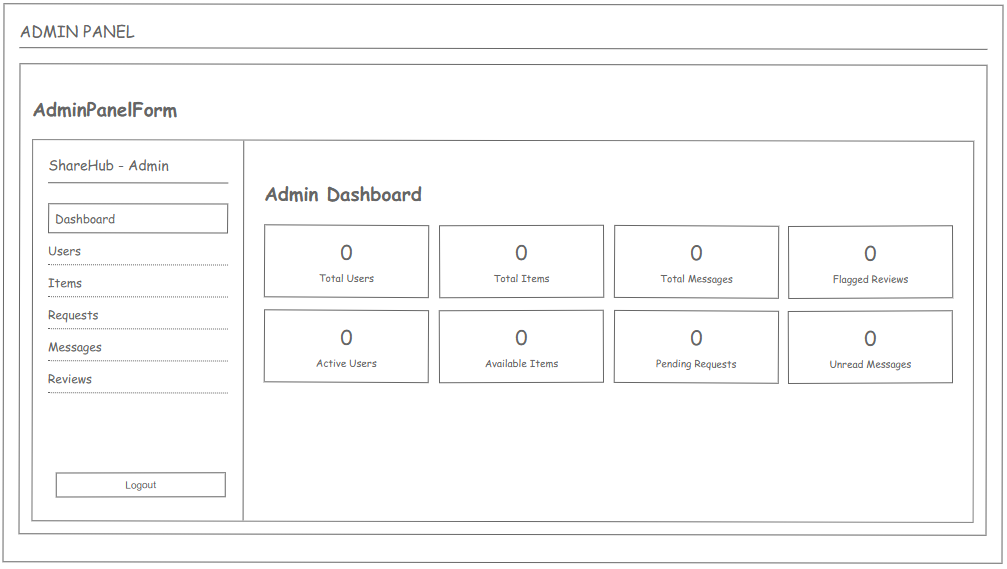 ADMIN PANEL
AdminPanelForm
ShareHub - Admin
Dashboard
Users
Items
Requests
Messages
Reviews
Logout
Admin Dashboard
0
Total Users
0
Total Items
0
Total Messages
0
Flagged Reviews
0
Active Users
0
Available Items
0
Pending Requests
0
Unread Messages